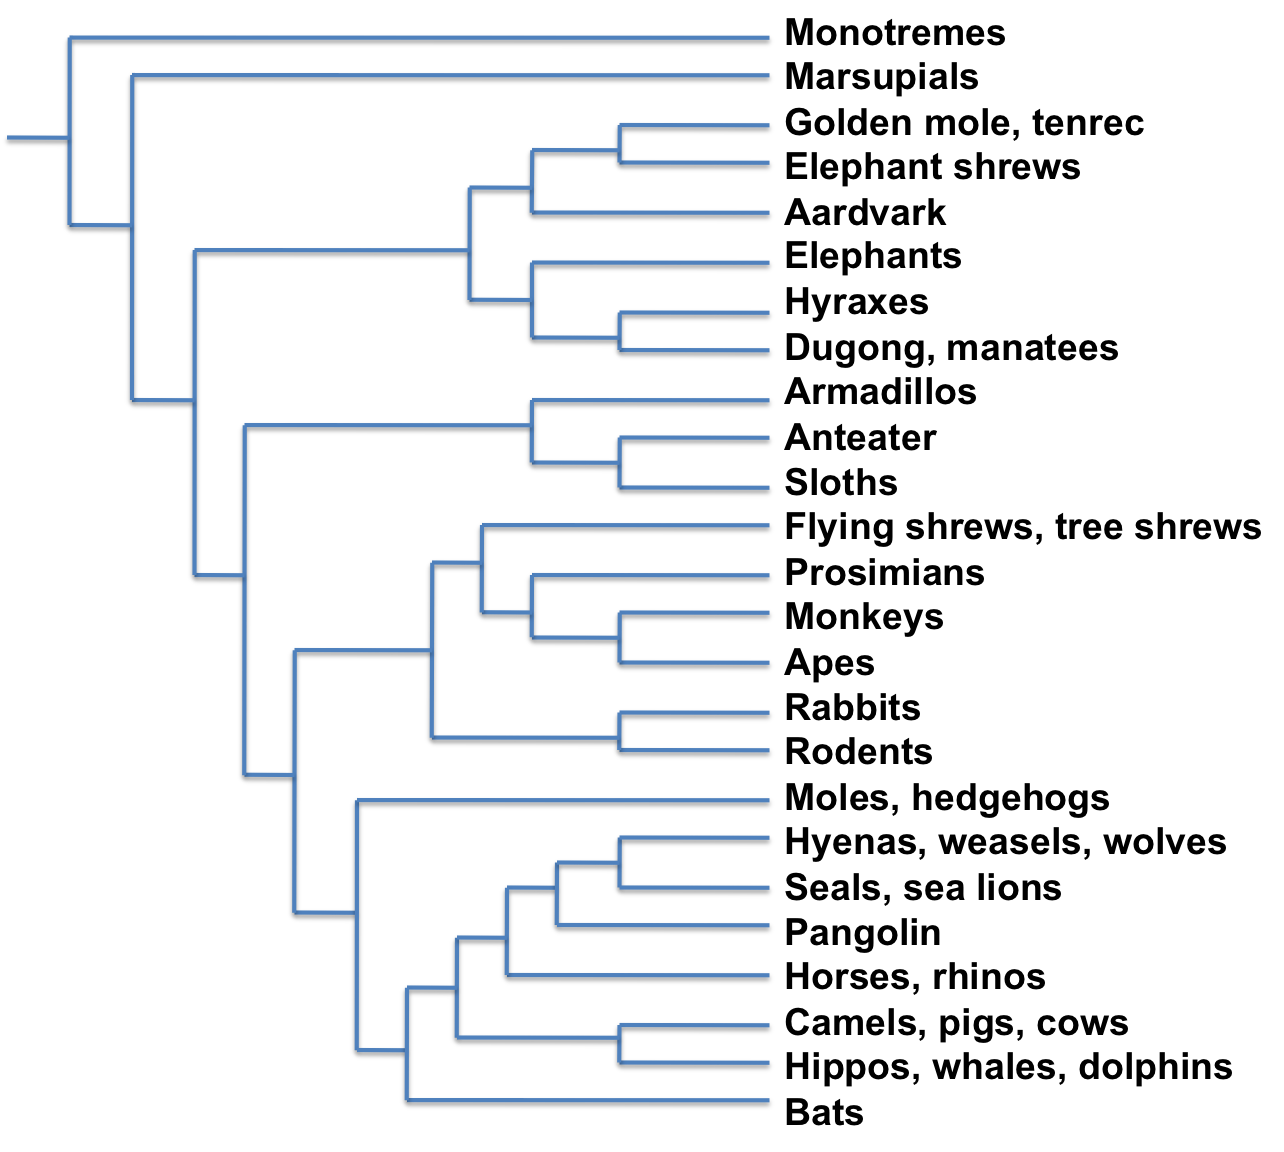 Monotremes
Marsupials
Golden mole, tenrec
Elephant shrews
Aardvark
Elephants
Hyraxes
Dugong, manatees
Armadillos
Anteater
Sloths
Flying shrews, tree shrews
Prosimians
Monkeys
Apes
Rabbits
Rodents
Moles, hedgehogs
Hyenas, weasels, wolves
Seals, sea lions
Pangolin
Horses, rhinos
Camels, pigs, cows
Hippos, whales, dolphins
Bats